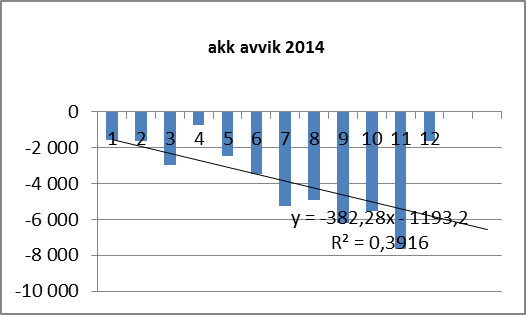 akk avvik 2014
0
1 2 3 4 5 6 7 8 9 10 11 12
-2 000
-4 000
-6 000
y = -382,28x - 1193,2
R² = 0,3916
-8 000
-10 000